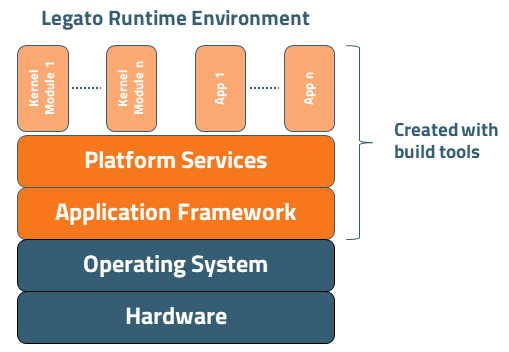 Legato Runtime Environment
Kernel
Module 1
Kernel
Module n
App 1
App n
Created with
build tools
Platform Services
Application Framework
Operating System
Hardware